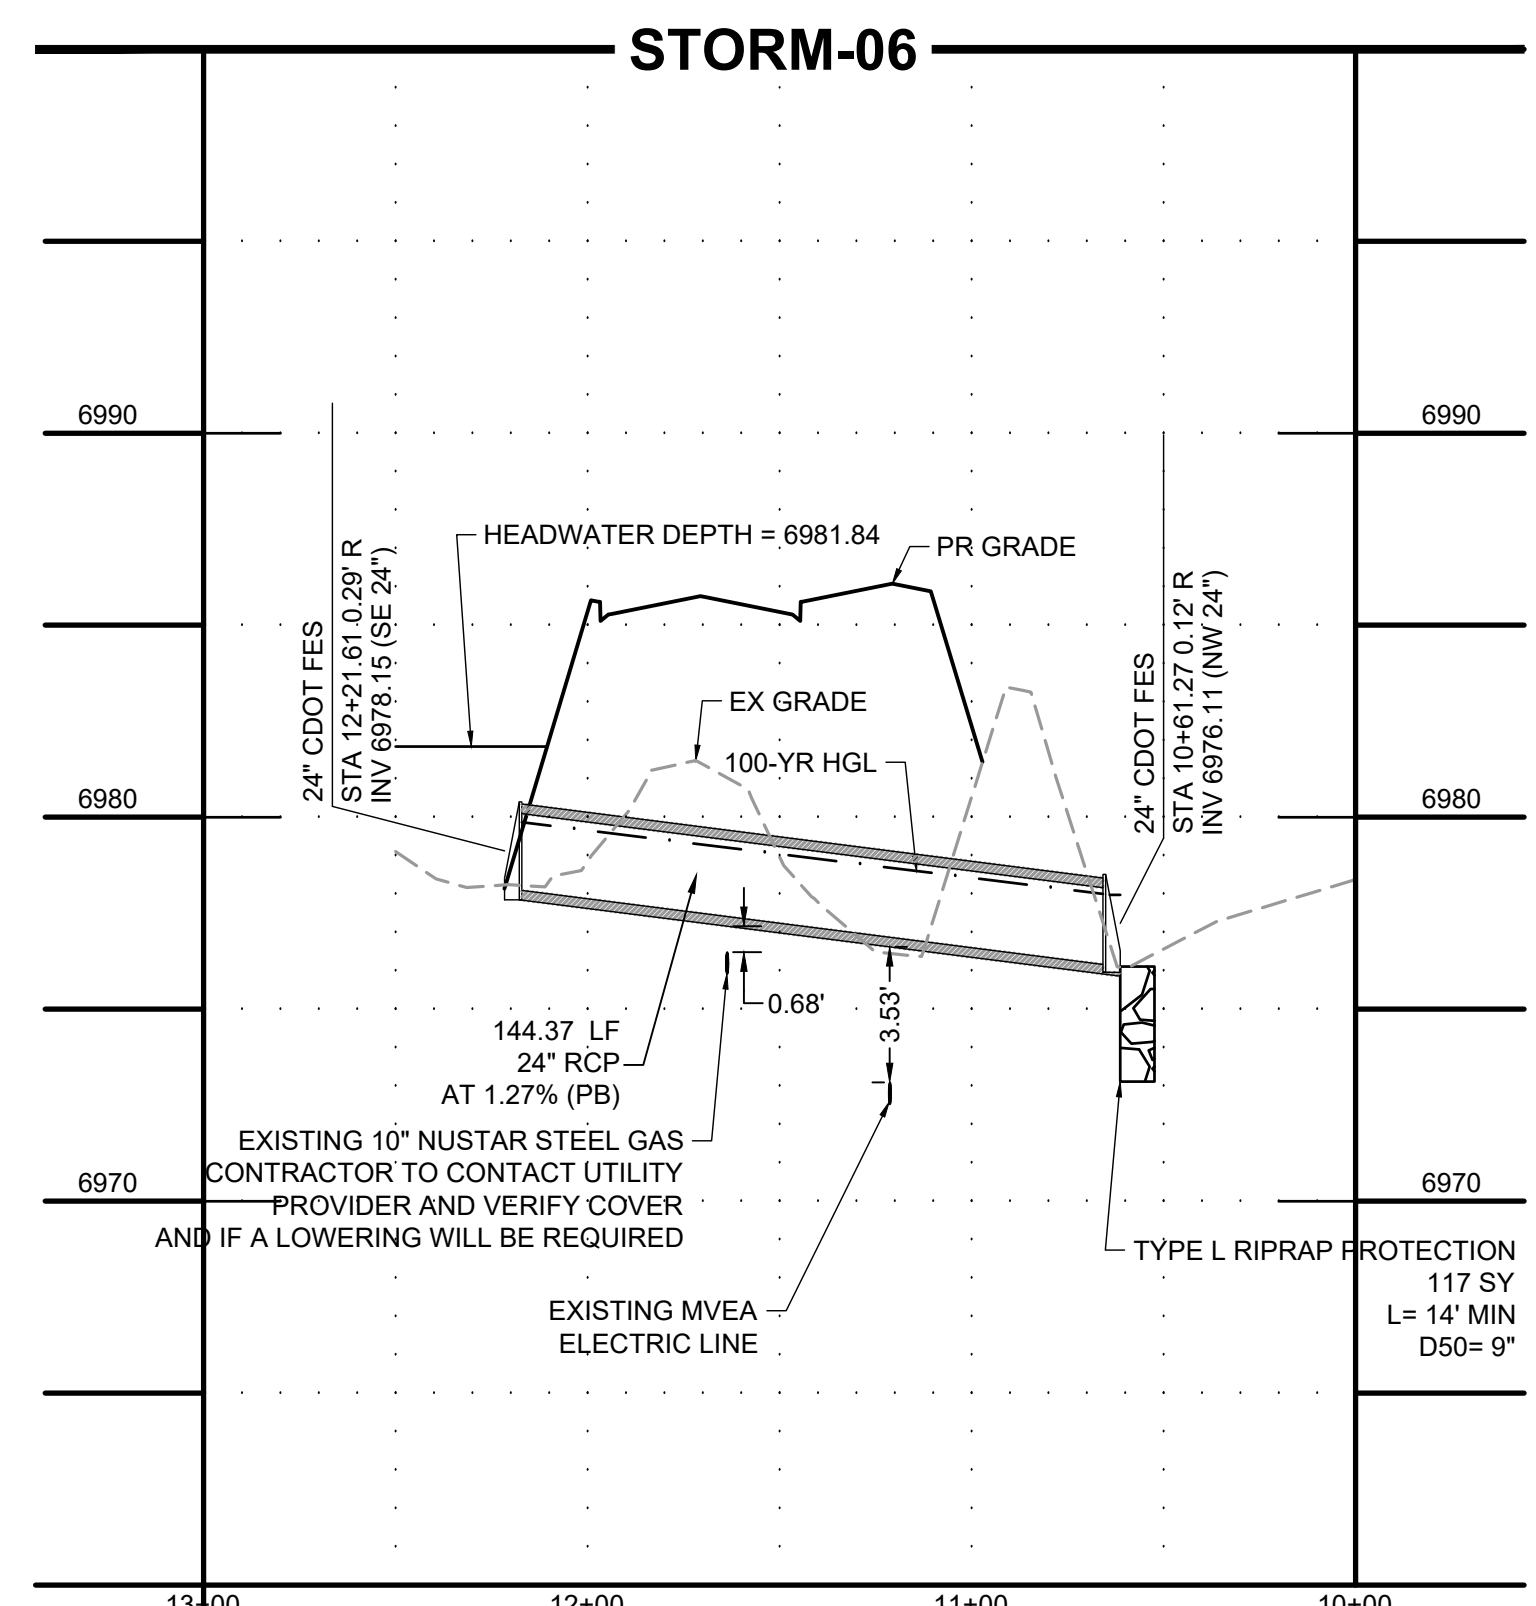 STORM-06
6990
6990
HEADWATER DEPTH = 6981.84
PR GRADE
24" CDOT FES
STA 12+21.61 0.29' R
INV 6978.15 (SE 24")
24" CDOT FES
STA 10+61.27 0.12' R
INV 6976.11 (NW 24")
EX GRADE
100-YR HGL
6980
6980
0.68'
3.53'
144.37 LF
24" RCP
AT 1.27% (PB)
EXISTING 10" NUSTAR STEEL GAS
CONTRACTOR TO CONTACT UTILITY
PROVIDER AND VERIFY COVER
AND IF A LOWERING WILL BE REQUIRED
6970
6970
TYPE L RIPRAP PROTECTION
117 SY
L= 14' MIN
D50= 9"
EXISTING MVEA
ELECTRIC LINE
13+00
12+00
11+00
10+00